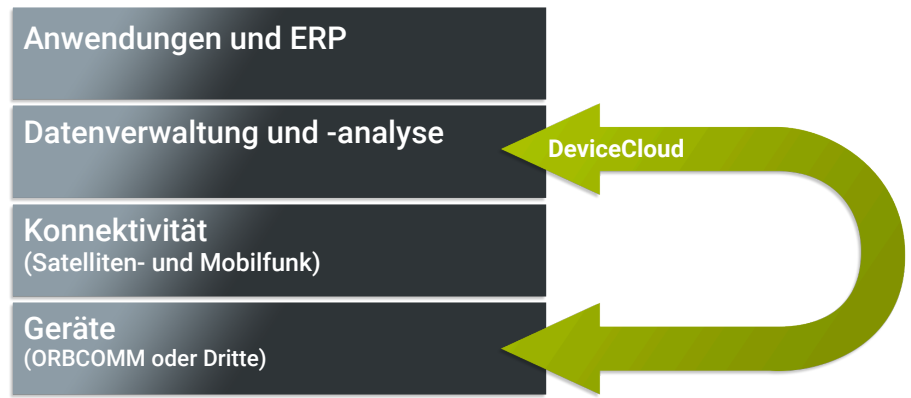 Anwendungen und ERP
Datenverwaltung und -analyse
DeviceCloud
Konnektivität
(Satelliten- und Mobilfunk)
Geräte
(ORBCOMM oder Dritte)